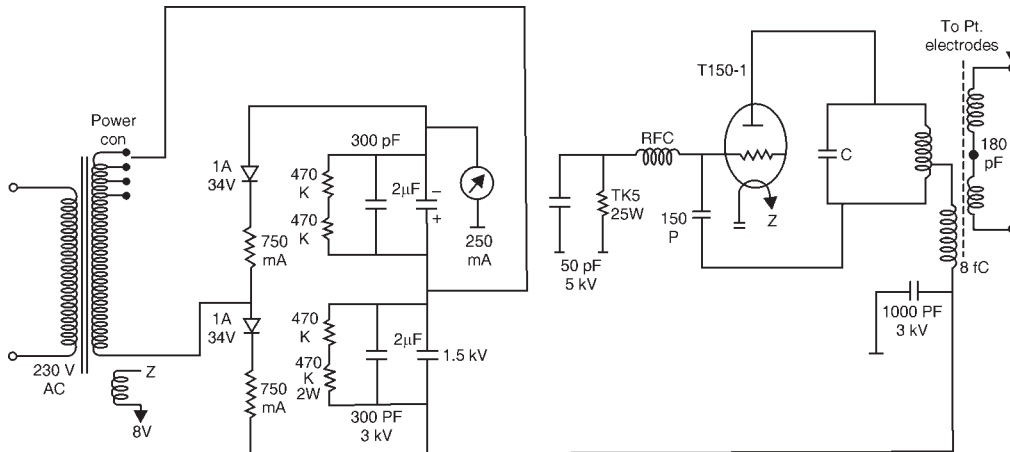 Power
con
230 V
AC
Z
8V
1A
34V
750
mA
1A
34V
750
mA
300 pF
470
K
470
K
2μF
–
+
250
mA
470
K
470
K
2W
2μF
1.5 kV
300 PF
3 kV
T150-1
RFC
TK5
25W
50 pF
5 kV
150
P
Z
C
To Pt.
electrodes
180
pF
8 fC
1000 PF
3 kV